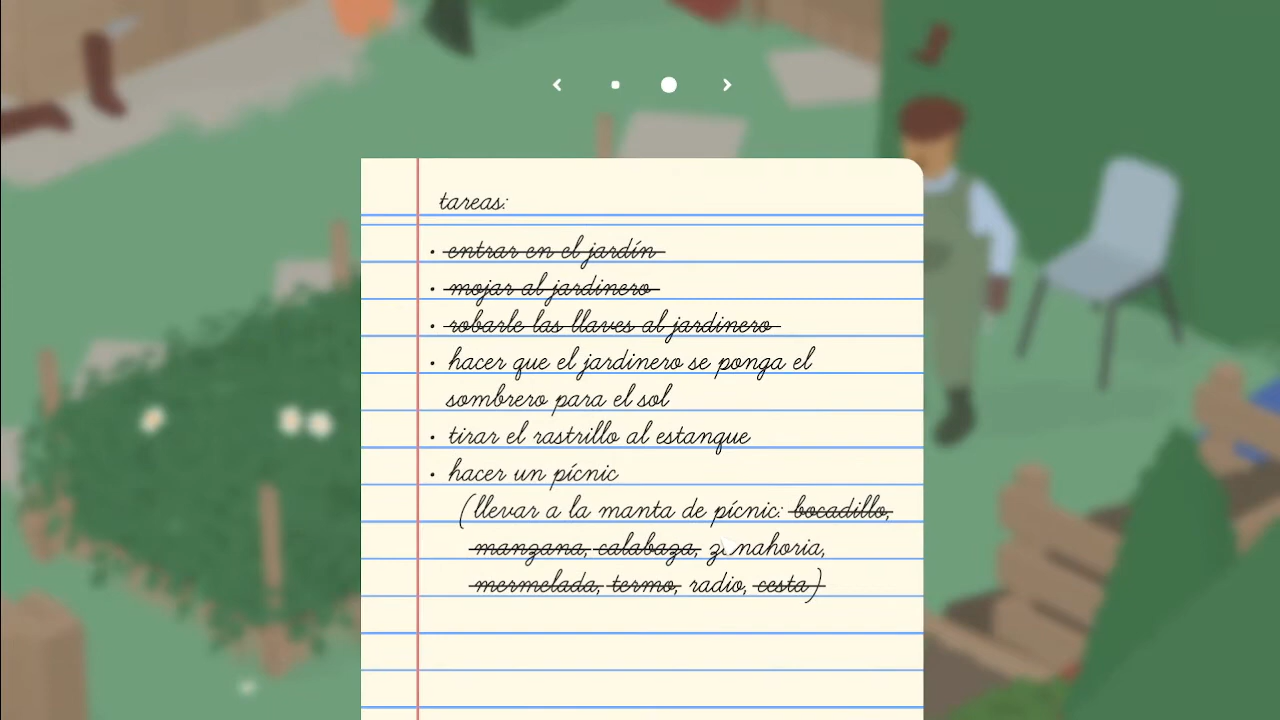 tareas:
• entrar en el jardín
• mojar al jardinero
• robarle las llaves al jardinero
• hacer que el jardinero se ponga el
sombrero para el sol
• tirar el rastrillo al estanque
• hacer un pícnic
(llevar a la manta de pícnic: bocadillo,
manzana, calabaza, zanahoria,
mermelada, termo, radio, cesta)